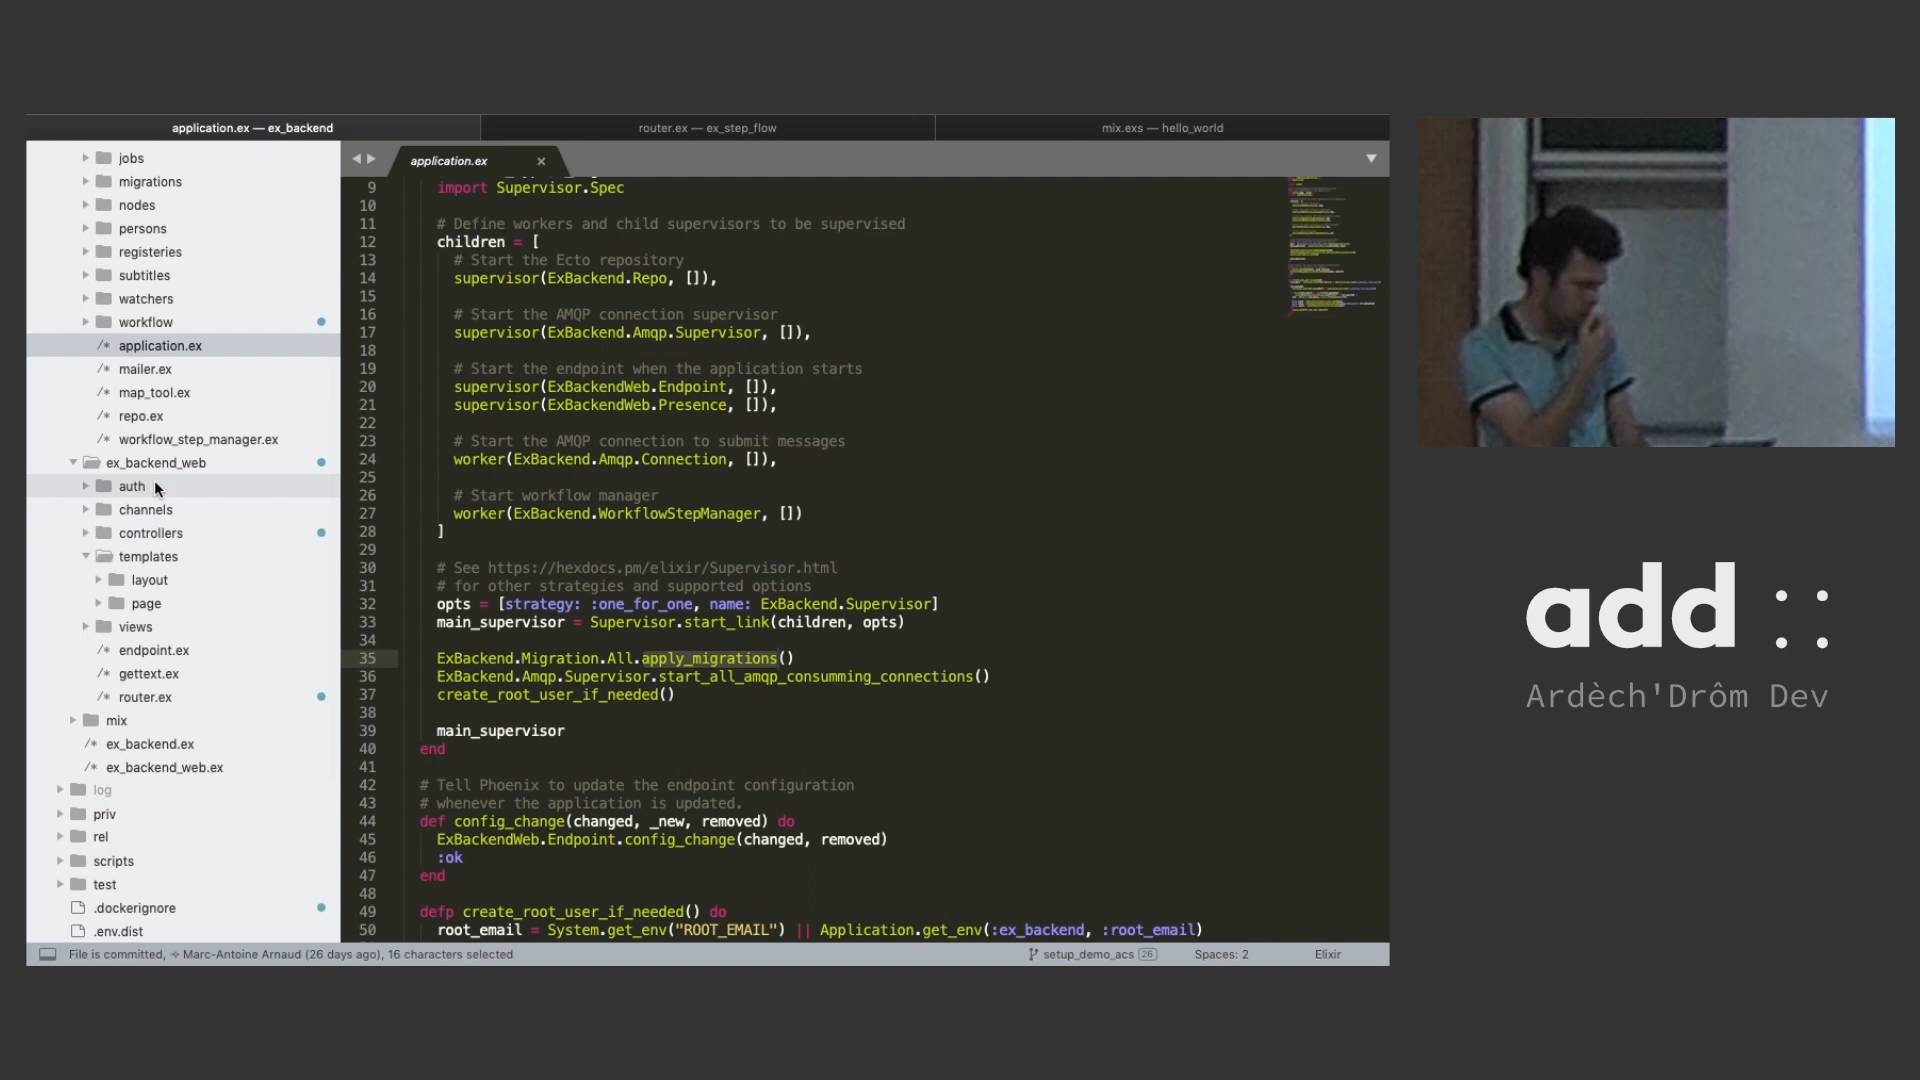 application.ex — ex_backend
router.ex — ex_step_flow
mix.exs — hello_world
jobs
migrations
nodes
persons
registeries
subtitles
watchers
workflow
/* application.ex
/* mailer.ex
/* map_tool.ex
/* repo.ex
/* workflow_step_manager.ex
ex_backend_web
auth
channels
controllers
templates
layout
page
views
/* endpoint.ex
/* gettext.ex
/* router.ex
mix
/* ex_backend.ex
/* ex_backend_web.ex
log
priv
rel
scripts
test
.dockerignore
.env.dist
application.ex
9 import Supervisor.Spec
10
11 # Define workers and child supervisors to be supervised
12 children = [
13 # Start the Ecto repository
14 supervisor(ExBackend.Repo, []),
15
16 # Start the AMQP connection supervisor
17 supervisor(ExBackend.Amqp.Supervisor, []),
18
19 # Start the endpoint when the application starts
20 supervisor(ExBackendWeb.Endpoint, []),
21 supervisor(ExBackendWeb.Presence, []),
22
23 # Start the AMQP connection to submit messages
24 worker(ExBackend.Amqp.Connection, []),
25
26 # Start workflow manager
27 worker(ExBackend.WorkflowStepManager, [])
28 ]
29
30 # See https://hexdocs.pm/elixir/Supervisor.html
31 # for other strategies and supported options
32 opts = [strategy: :one_for_one, name: ExBackend.Supervisor]
33 main_supervisor = Supervisor.start_link(children, opts)
34
35 ExBackend.Migration.All.apply_migrations()
36 ExBackend.Amqp.Supervisor.start_all_amqp_consumming_connections()
37 create_root_user_if_needed()
38
39 main_supervisor
40 end
41
42 # Tell Phoenix to update the endpoint configuration
43 # whenever the application is updated.
44 def config_change(changed, _new, removed) do
45 ExBackendWeb.Endpoint.config_change(changed, removed)
46 :ok
47 end
48
49 defp create_root_user_if_needed() do
50 root_email = System.get_env("ROOT_EMAIL") || Application.get_env(:ex_backend, :root_email)
File is committed, Marc-Antoine Arnaud (26 days ago), 16 characters selected
setup_demo_acs 26
Spaces: 2
Elixir
add ::
Ardèch'Drôm Dev